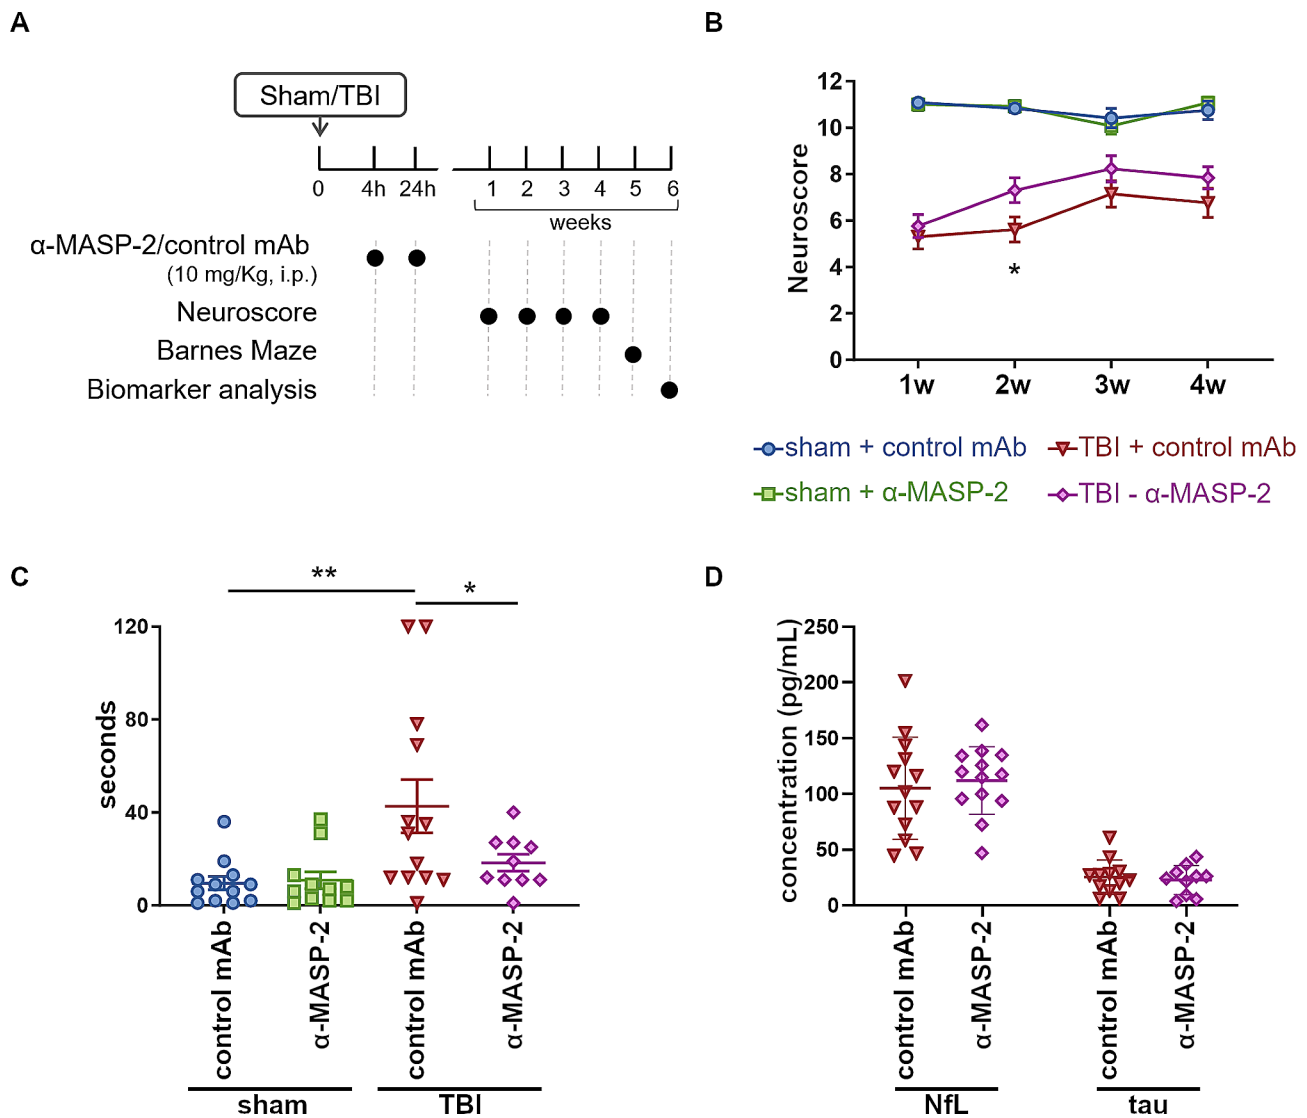 A
Sham/TBI
0 4h 24h 1 2 3 4 5 6
weeks
α-MASP-2/control mAb
(10 mg/Kg, i.p.)
Neuroscore
Barnes Maze
Biomarker analysis
B
Neuroscore
12
10
8
6
4
2
0
*
1w 2w 3w 4w
sham + control mAb
TBI + control mAb
sham + α-MASP-2
TBI - α-MASP-2
C
**
*
seconds
120
80
40
0
control mAb
α-MASP-2
control mAb
α-MASP-2
sham
TBI
D
concentration (pg/mL)
250
200
150
100
50
0
control mAb
α-MASP-2
control mAb
α-MASP-2
NfL
tau